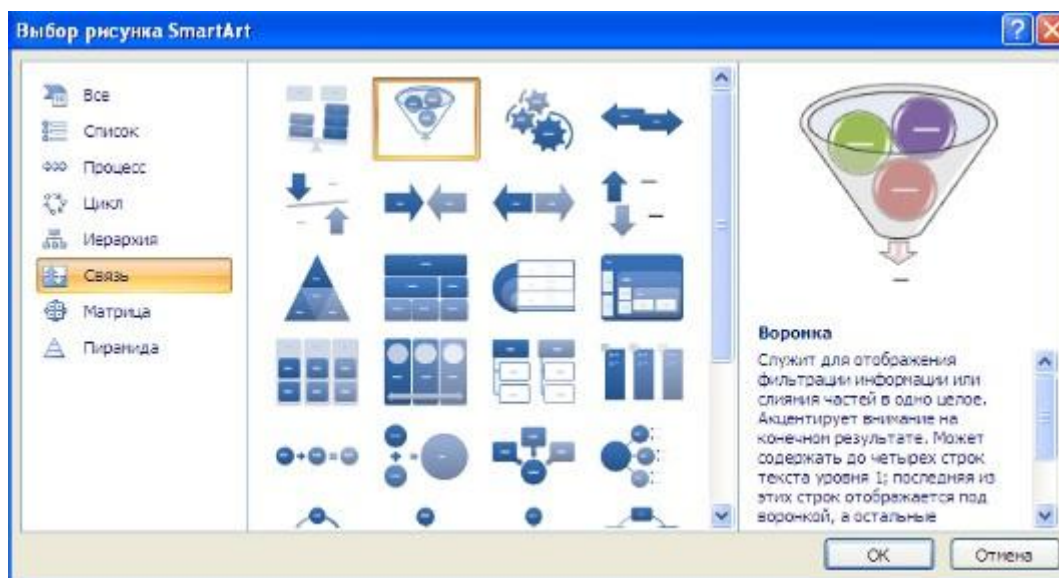 Выбор рисунка SmartArt
Все
Список
Процесс
Цикл
Иерархия
Связь
Матрица
Пирамида
Воронка
Служит для отображения
фильтрации информации или
слияния частей в одно целое.
Акцентирует внимание на
конечном результате. Может
содержать до четырех строк
текста уровня 1; последняя из
этих строк отображается под
воронкой, а остальные
ОК
Отмена